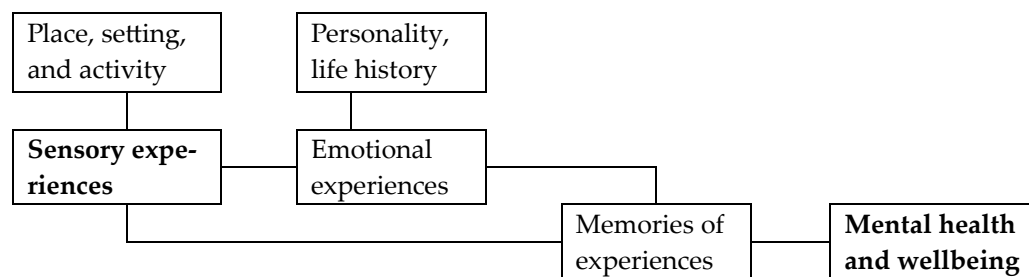 Place, setting,
and activity
Personality,
life history
Sensory expe-
riences
Emotional
experiences
Memories of
experiences
Mental health
and wellbeing